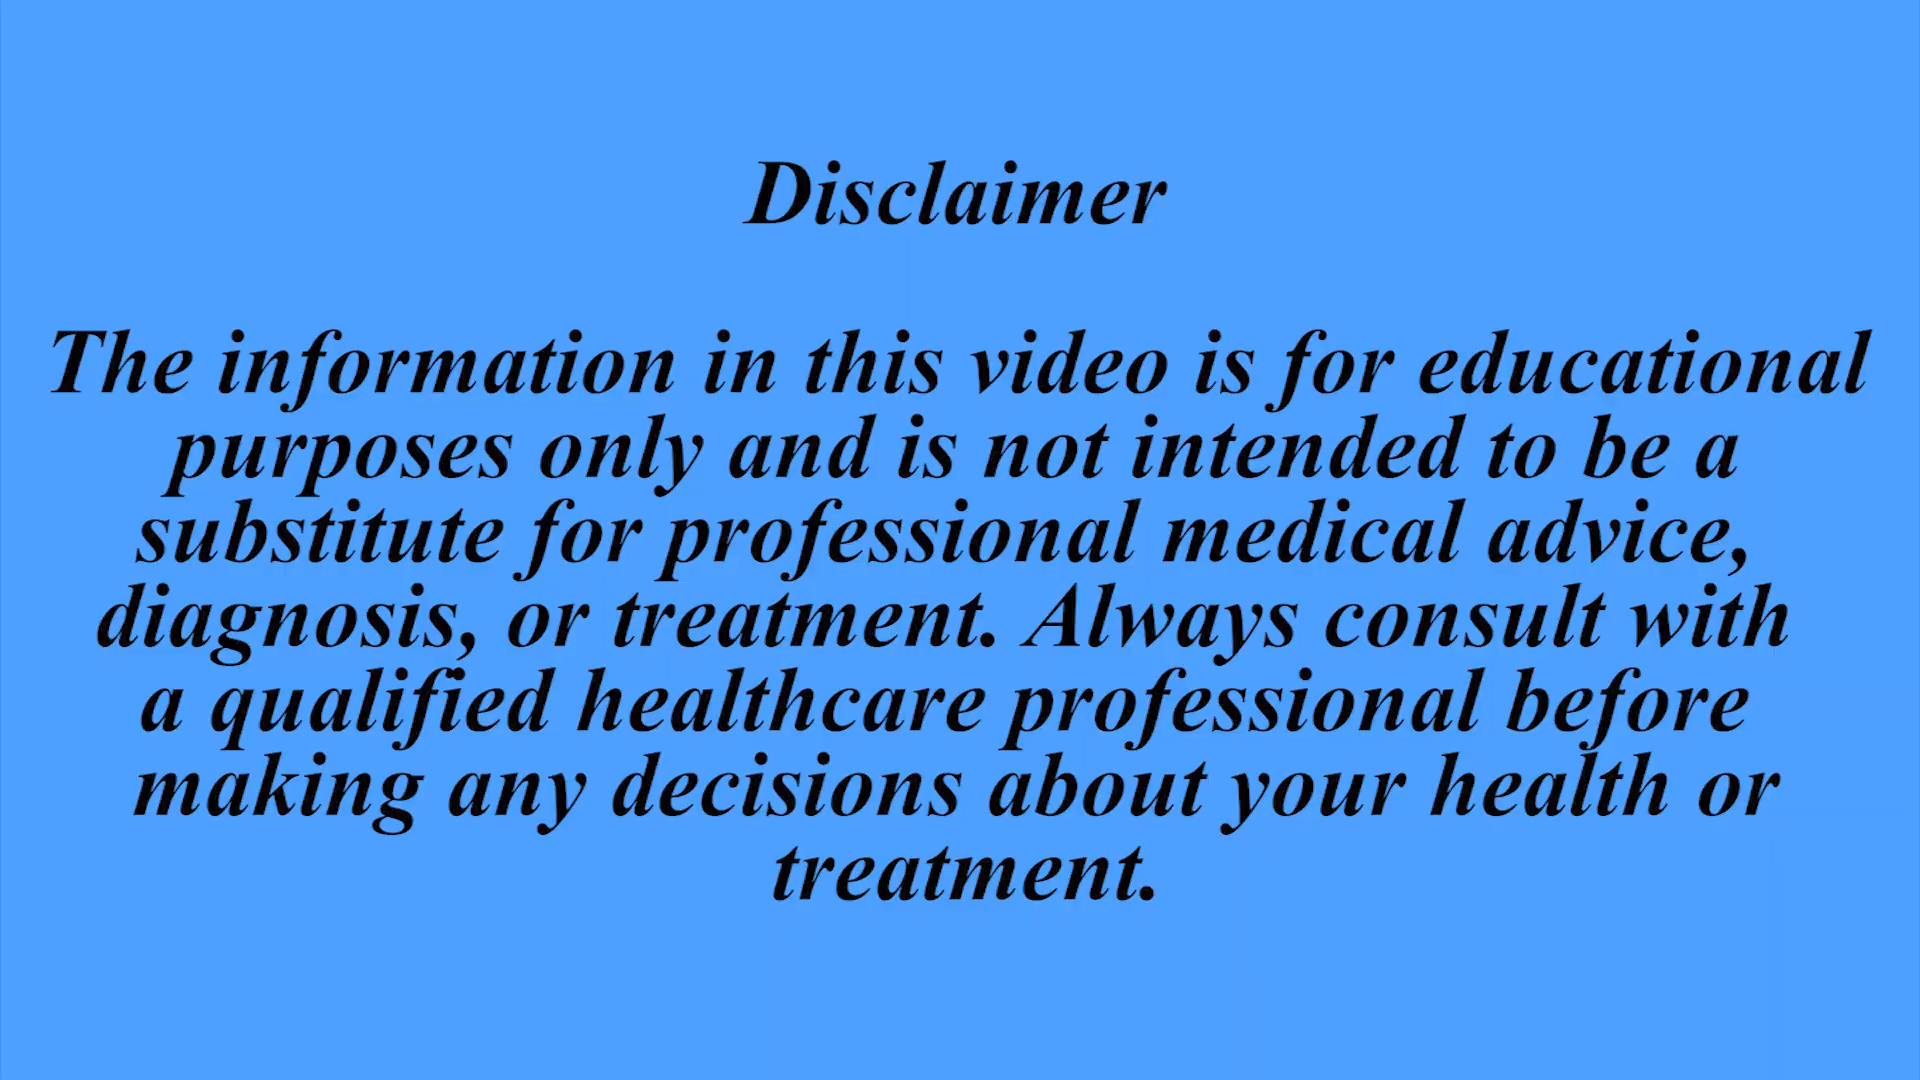 Disclaimer
The information in this video is for educational
purposes only and is not intended to be a
substitute for professional medical advice,
diagnosis, or treatment. Always consult with
a qualified healthcare professional before
making any decisions about your health or
treatment.